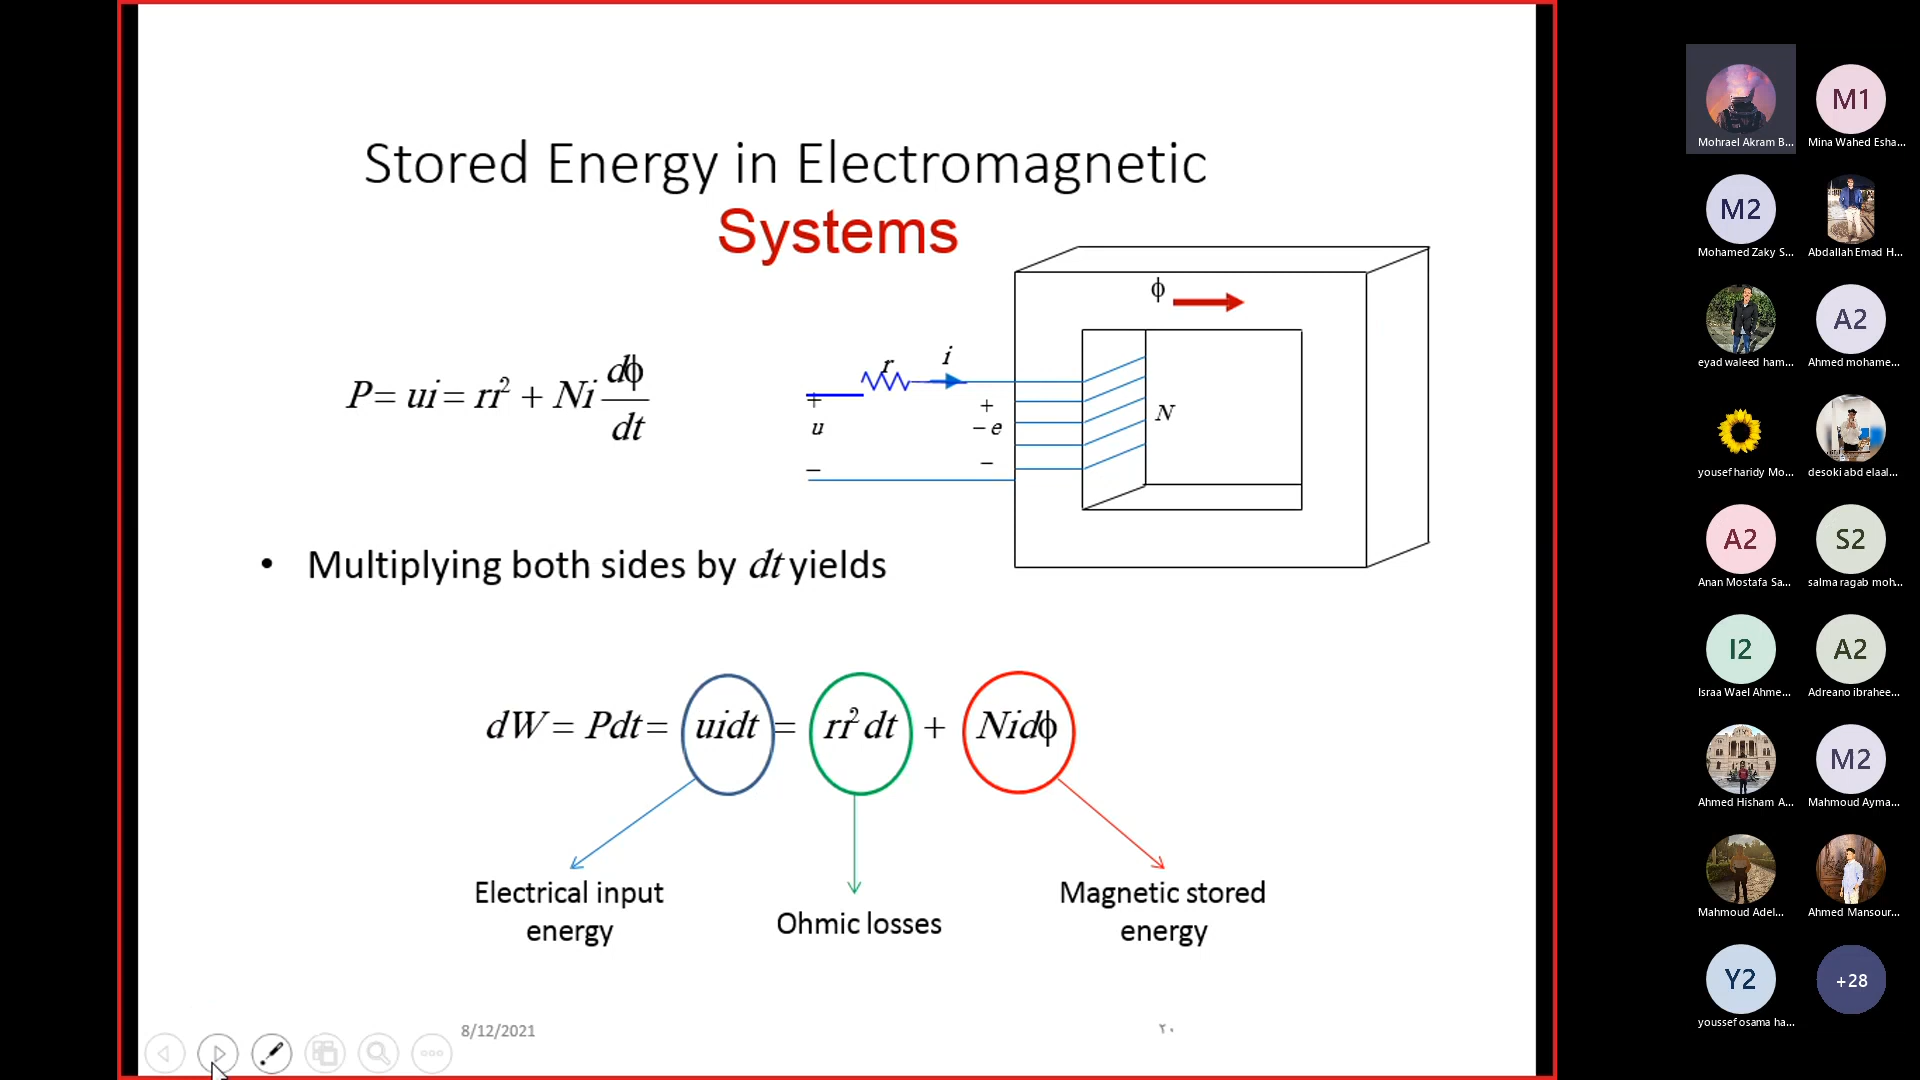 Stored Energy in Electromagnetic
Systems
P= ui= ri² + Ni dϕ/dt
ϕ
r
i
+
u
−
+
− e
−
N
• Multiplying both sides by dt yields
dW= Pdt= uidt = ri² dt + Nidϕ
Electrical input
energy
Ohmic losses
Magnetic stored
energy
8/12/2021
٢٠
Mohrael Akram B...
M1
Mina Wahed Esha...
M2
Mohamed Zaky S...
Abdallah Emad H...
eyad waleed ham...
A2
Ahmed mohame...
yousef haridy Mo...
desoki abd elaal...
A2
Anan Mostafa Sa...
S2
salma ragab moh...
I2
Israa Wael Ahme...
A2
Adreano ibrahee...
Ahmed Hisham A...
M2
Mahmoud Ayma...
Mahmoud Adel...
Ahmed Mansour...
Y2
youssef osama ha...
+28